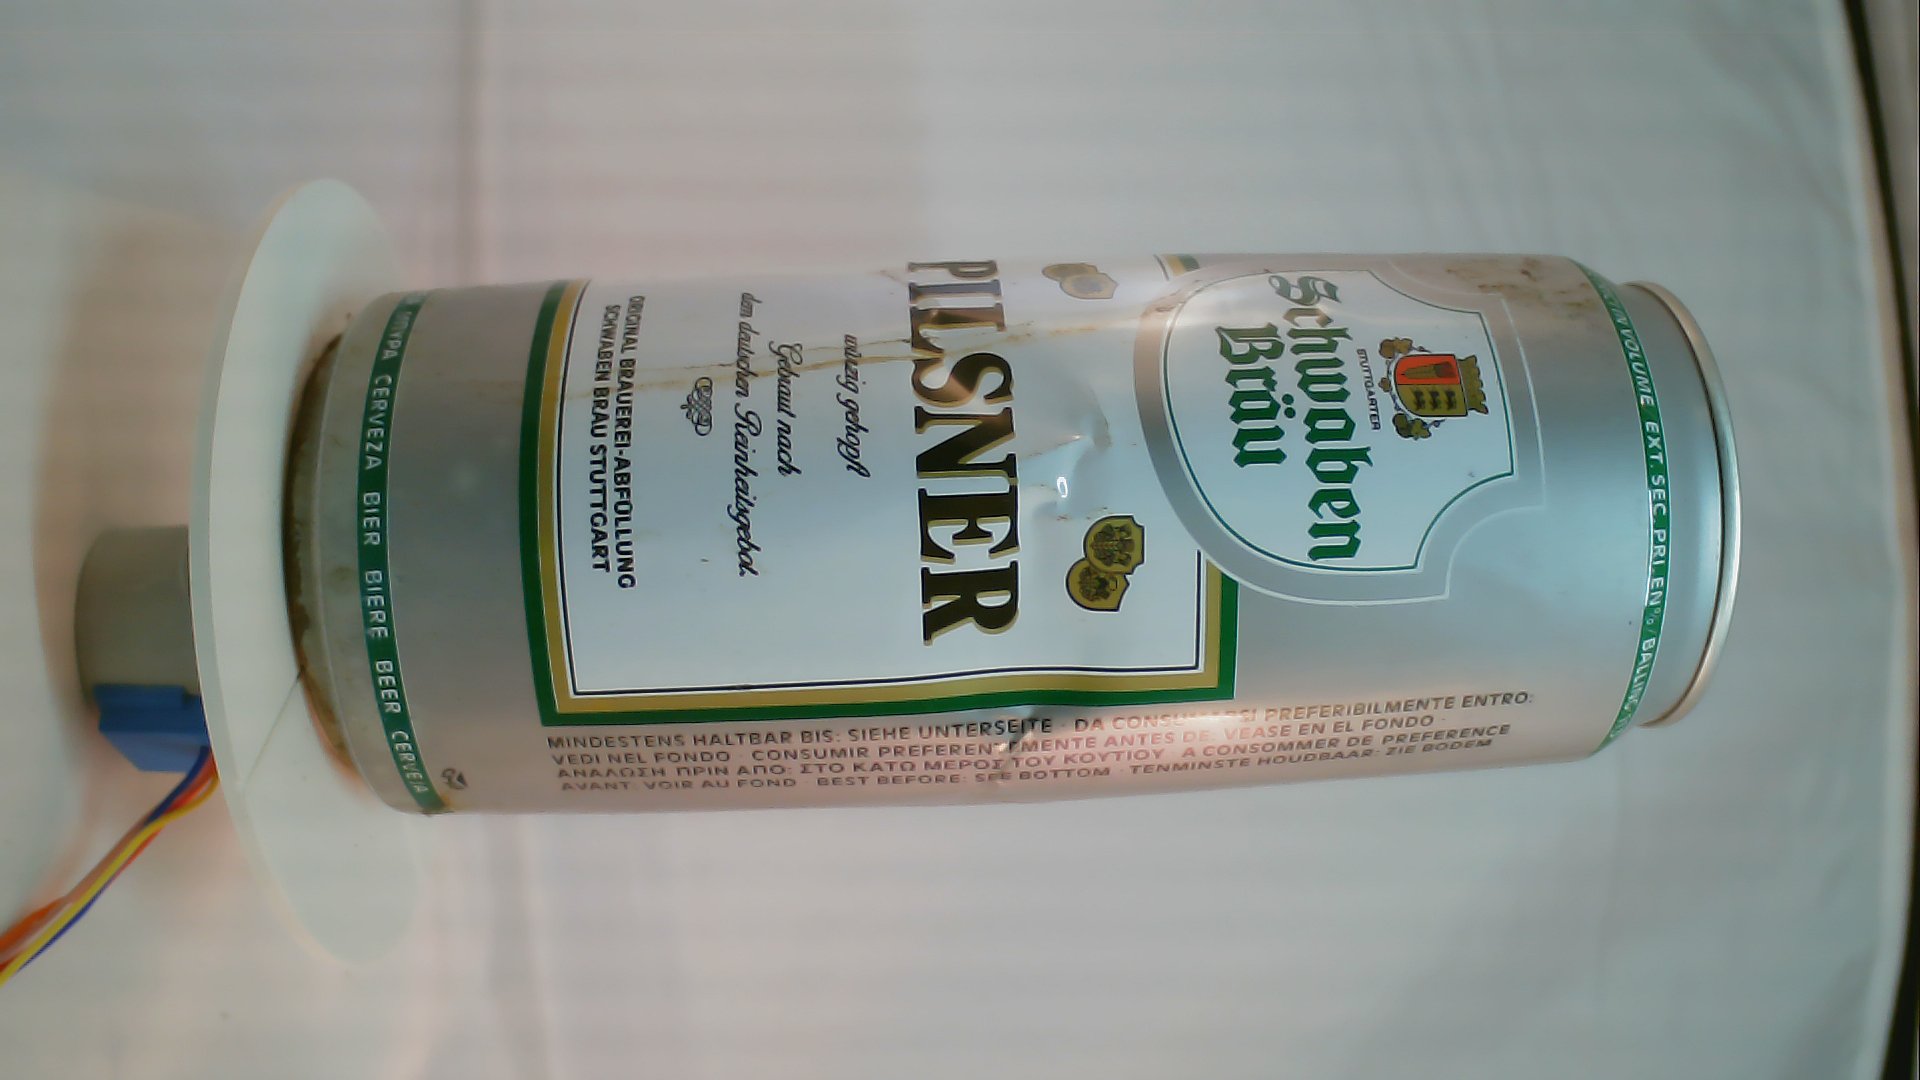 Schwaben
Bräu
STUTTGARTER
PILSNER
würzig gehopft
Gebraut nach
dem deutschen Reinheitsgebot.
ORIGINAL BRAUEREI-ABFÜLLUNG
SCHWABEN BRÄU STUTTGART
VOLUME EXT. SEC. PRI. EN %
CERVEZA BIER BIERE BEER CERVEJA
MINDESTENS HALTBAR BIS: SIEHE UNTERSEITE · DA CONSUMARSI PREFERIBILMENTE ENTRO:
VEDI NEL FONDO · CONSUMIR PREFERENTEMENTE ANTES DE: VEASE EN EL FONDO ·
ΑΝΑΛΩΣΗ ΠΡΙΝ ΑΠΟ: ΣΤΟ ΚΑΤΩ ΜΕΡΟΣ ΤΟΥ ΚΟΥΤΙΟΥ · A CONSOMMER DE PREFERENCE
AVANT: VOIR AU FOND · BEST BEFORE: SEE BOTTOM · TENMINSTE HOUDBAAR: ZIE BODEM